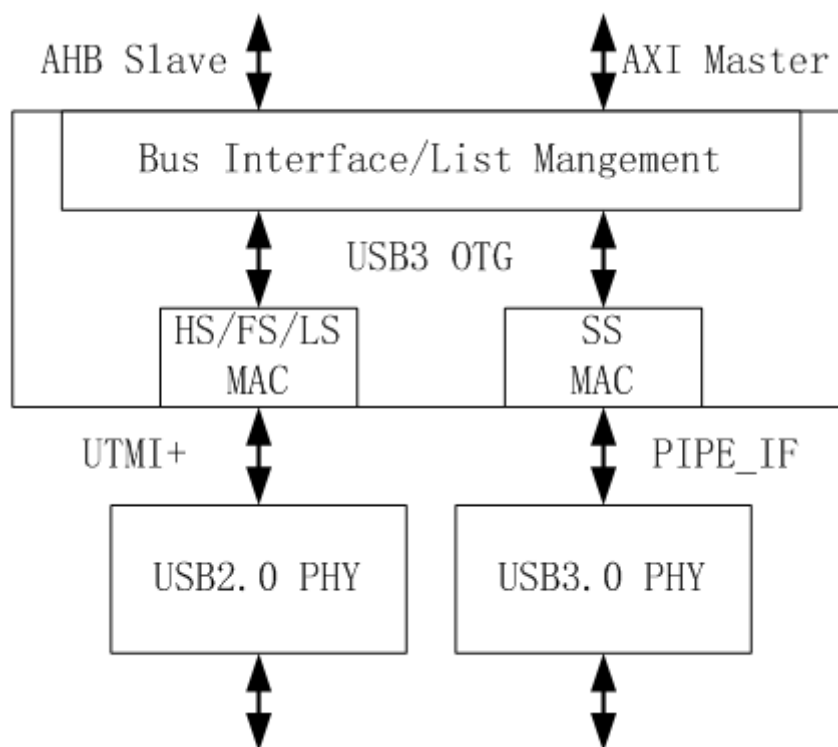 AHB Slave
AXI Master
Bus Interface/List Mangement
USB3 OTG
HS/FS/LS
MAC
SS
MAC
UTMI+
PIPE_IF
USB2.0 PHY
USB3.0 PHY